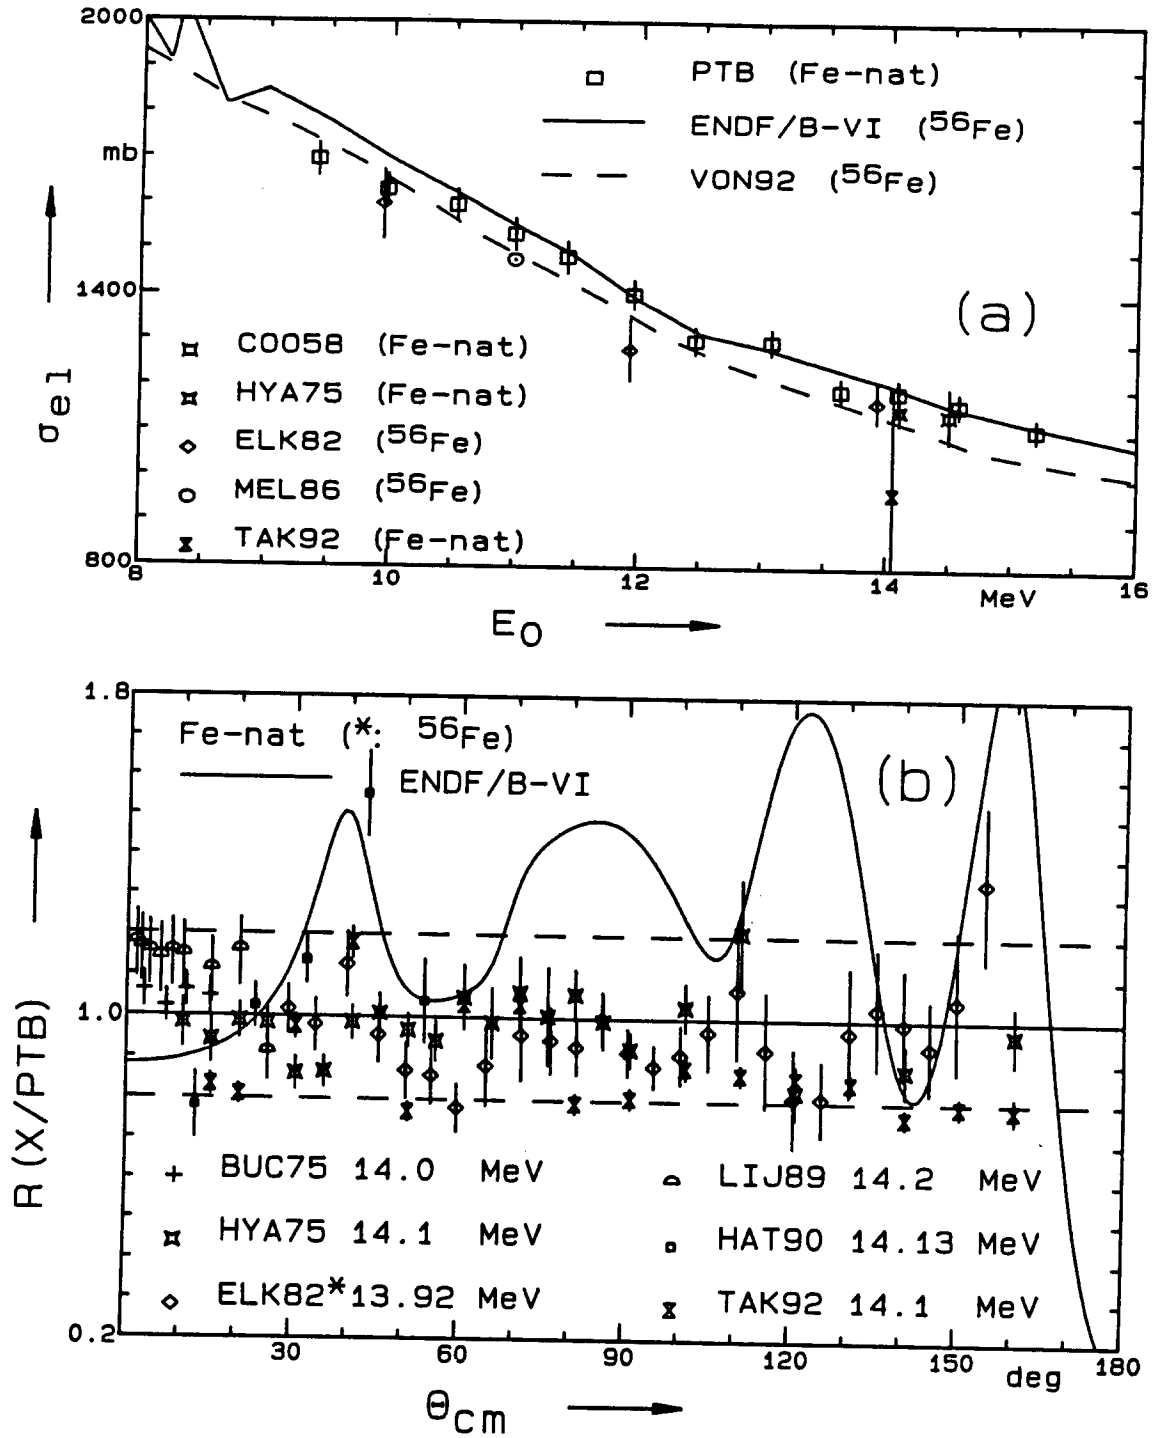 2000
PTB (Fe-nat)
ENDF/B-VI (56Fe)
mb
VON92 (56Fe)
σel
1400
(a)
COO58 (Fe-nat)
HYA75 (Fe-nat)
ELK82 (56Fe)
MEL86 (56Fe)
TAK92 (Fe-nat)
800
8 10 12 14 MeV 16
E0
1.8
Fe-nat (*: 56Fe)
ENDF/B-VI
(b)
R(X/PTB)
1.0
BUC75 14.0 MeV
LIJ89 14.2 MeV
HYA75 14.1 MeV
HAT90 14.13 MeV
ELK82*13.92 MeV
TAK92 14.1 MeV
0.2
30 60 90 120 150 deg 180
Θcm